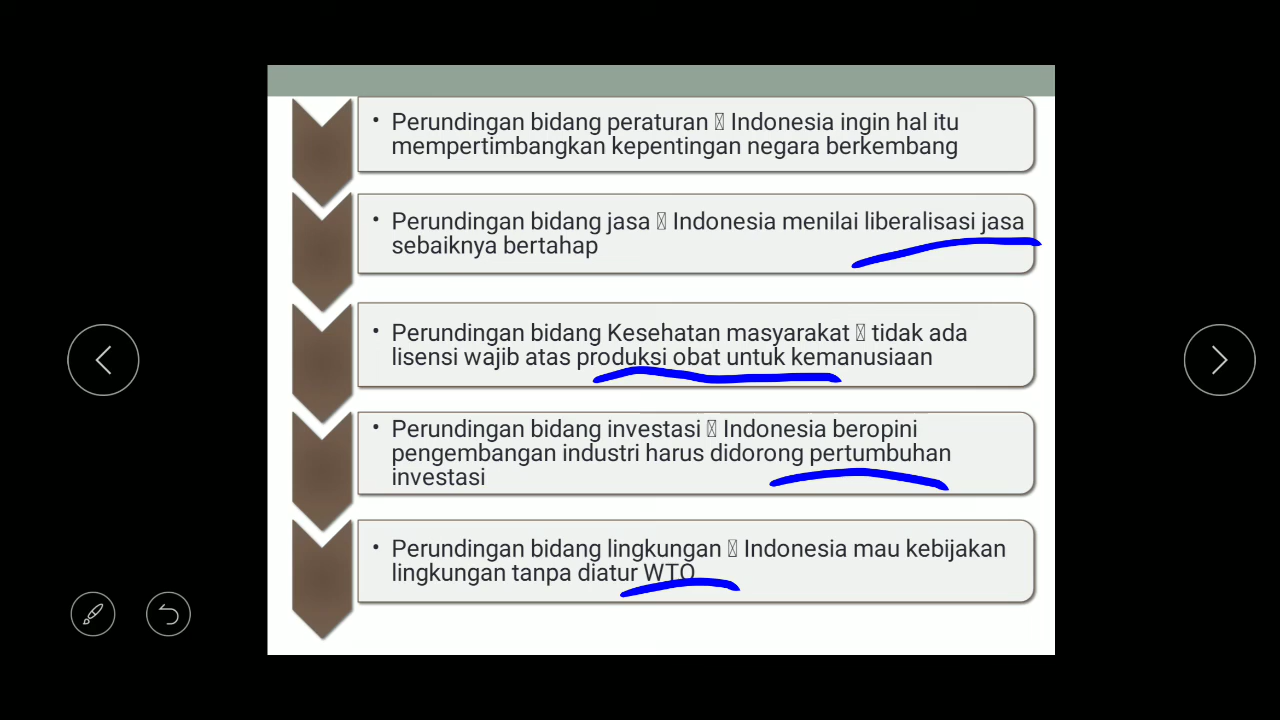 • Perundingan bidang peraturan  Indonesia ingin hal itu
mempertimbangkan kepentingan negara berkembang
• Perundingan bidang jasa  Indonesia menilai liberalisasi jasa
sebaiknya bertahap
• Perundingan bidang Kesehatan masyarakat  tidak ada
lisensi wajib atas produksi obat untuk kemanusiaan
• Perundingan bidang investasi  Indonesia beropini
pengembangan industri harus didorong pertumbuhan
investasi
• Perundingan bidang lingkungan  Indonesia mau kebijakan
lingkungan tanpa diatur WTO